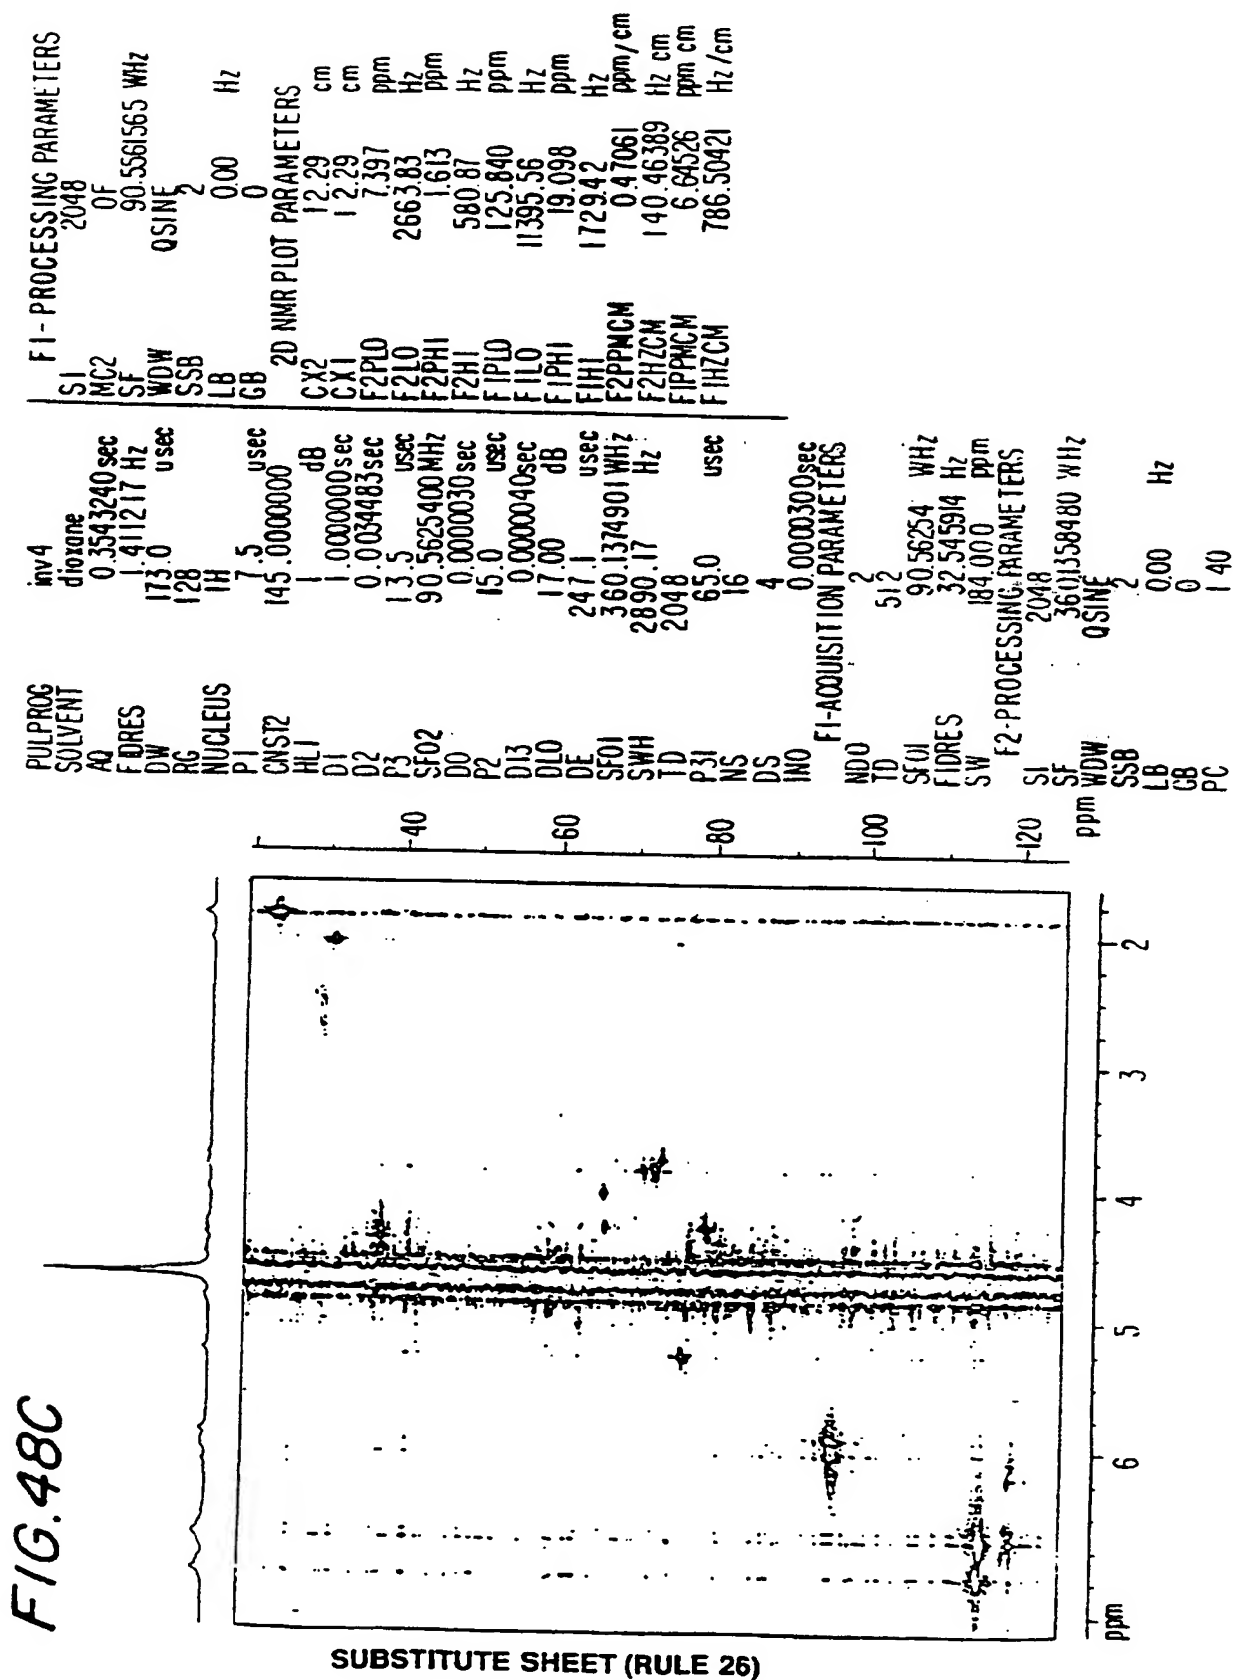 FIG. 48C
PULPROG inv4
SOLVENT dioxane
AQ 0.3543240 sec
FIDRES 1.411217 Hz
DW 173.0 usec
RG 128
NUCLEUS 1H
P1 7.5 usec
CNST2 145.0000000
HL1 1 dB
D1 1.0000000 sec
D2 0.0034483 sec
P3 13.5 usec
SFO2 90.5625400 MHz
D0 0.0000030 sec
P2 15.0 usec
D13 0.0000040 sec
DLO 17.00 dB
DE 247.1 usec
SFO1 360.1374901 WHz
SWH 2890.17 Hz
TD 2048
P31 65.0 usec
NS 16
DS 4
INO 0.0000300 sec
F1-ACQUISITION PARAMETERS
NDO 2
TD 512
SFO1 90.56254 WHz
FIDRES 32.545914 Hz
SW 184.000 ppm
F2-PROCESSING PARAMETERS
SI 2048
SF 360.1358480 WHz
WDW QSINE
SSB 2
LB 0.00 Hz
GB 0
PC 1 40
F1- PROCESSING PARAMETERS
SI 2048
MC2 OF
SF 90.5561565 WHz
WDW QSINE
SSB 2
LB 0.00 Hz
GB 0
2D NMR PLOT PARAMETERS
CX2 12.29 cm
CX1 12.29 cm
F2PLO 7.397 ppm
F2LO 2663.83 Hz
F2PHI 1.613 ppm
F2HI 580.87 Hz
F1PLO 125.840 ppm
F1LO 11395.56 Hz
F1PHI 19.098 ppm
F1HI 1729.42 Hz
F2PPMCM 0.47061 ppm/cm
F2HZCM 140.46389 Hz cm
F1PPMCM 6.64526 ppm cm
F1HZCM 786.50421 Hz/cm
40
60
80
100
120
ppm
ppm 6 5 4 3 2
SUBSTITUTE SHEET (RULE 26)